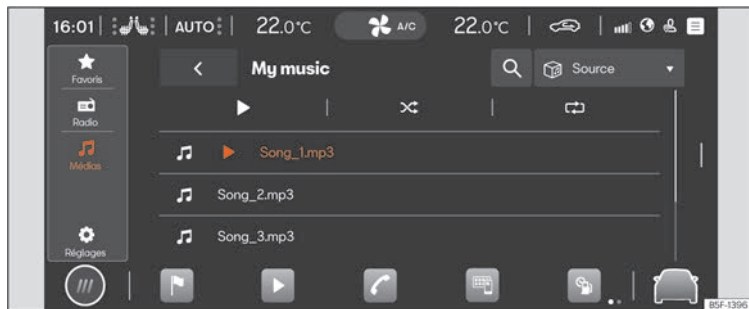 16:01 AUTO 22.0°C A/C 22.0°C
Favoris
My music
Source
Radio
Médias
Song_1.mp3
Song_2.mp3
Song_3.mp3
Réglages
BSF-1396